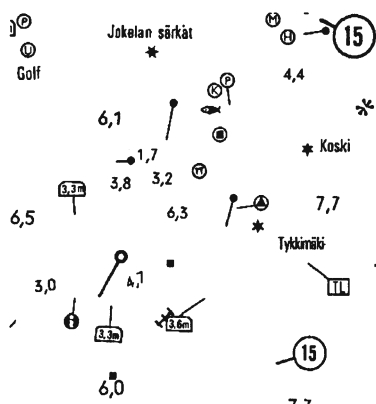 P
M
H
15
U
Jokelan särkät
Golf
4,4
K
P
6,1
1,7
Koski
3,3m
3,8
3,2
6,5
6,3
7,7
Tykkimäki
3,0
4,1
TL
3,3m
3,6m
15
6,0